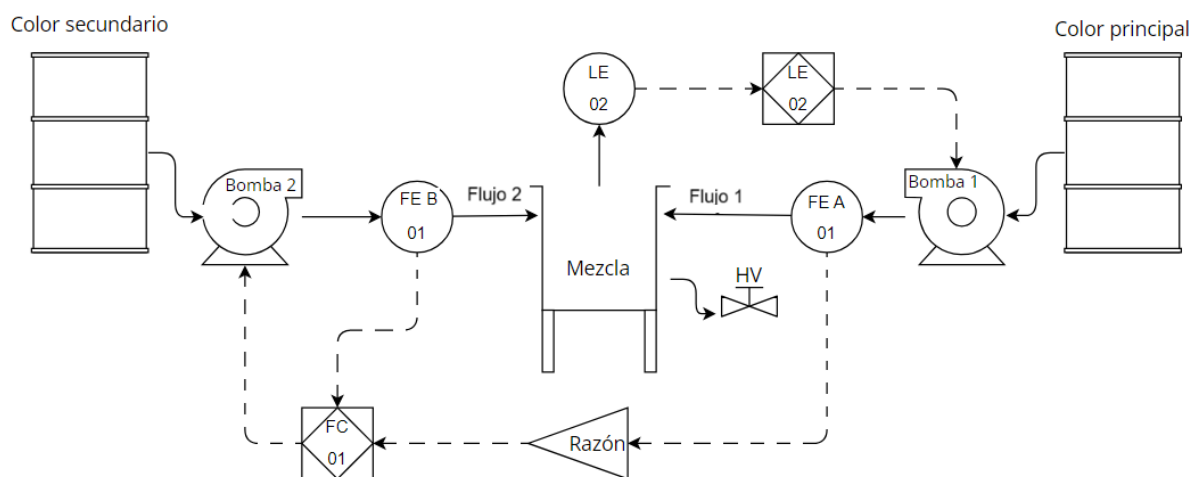 Color secundario
Color principal
LE
02
LE
02
Bomba 2
FE B
01
Flujo 2
Flujo 1
FE A
01
Bomba 1
Mezcla
HV
FC
01
Razón